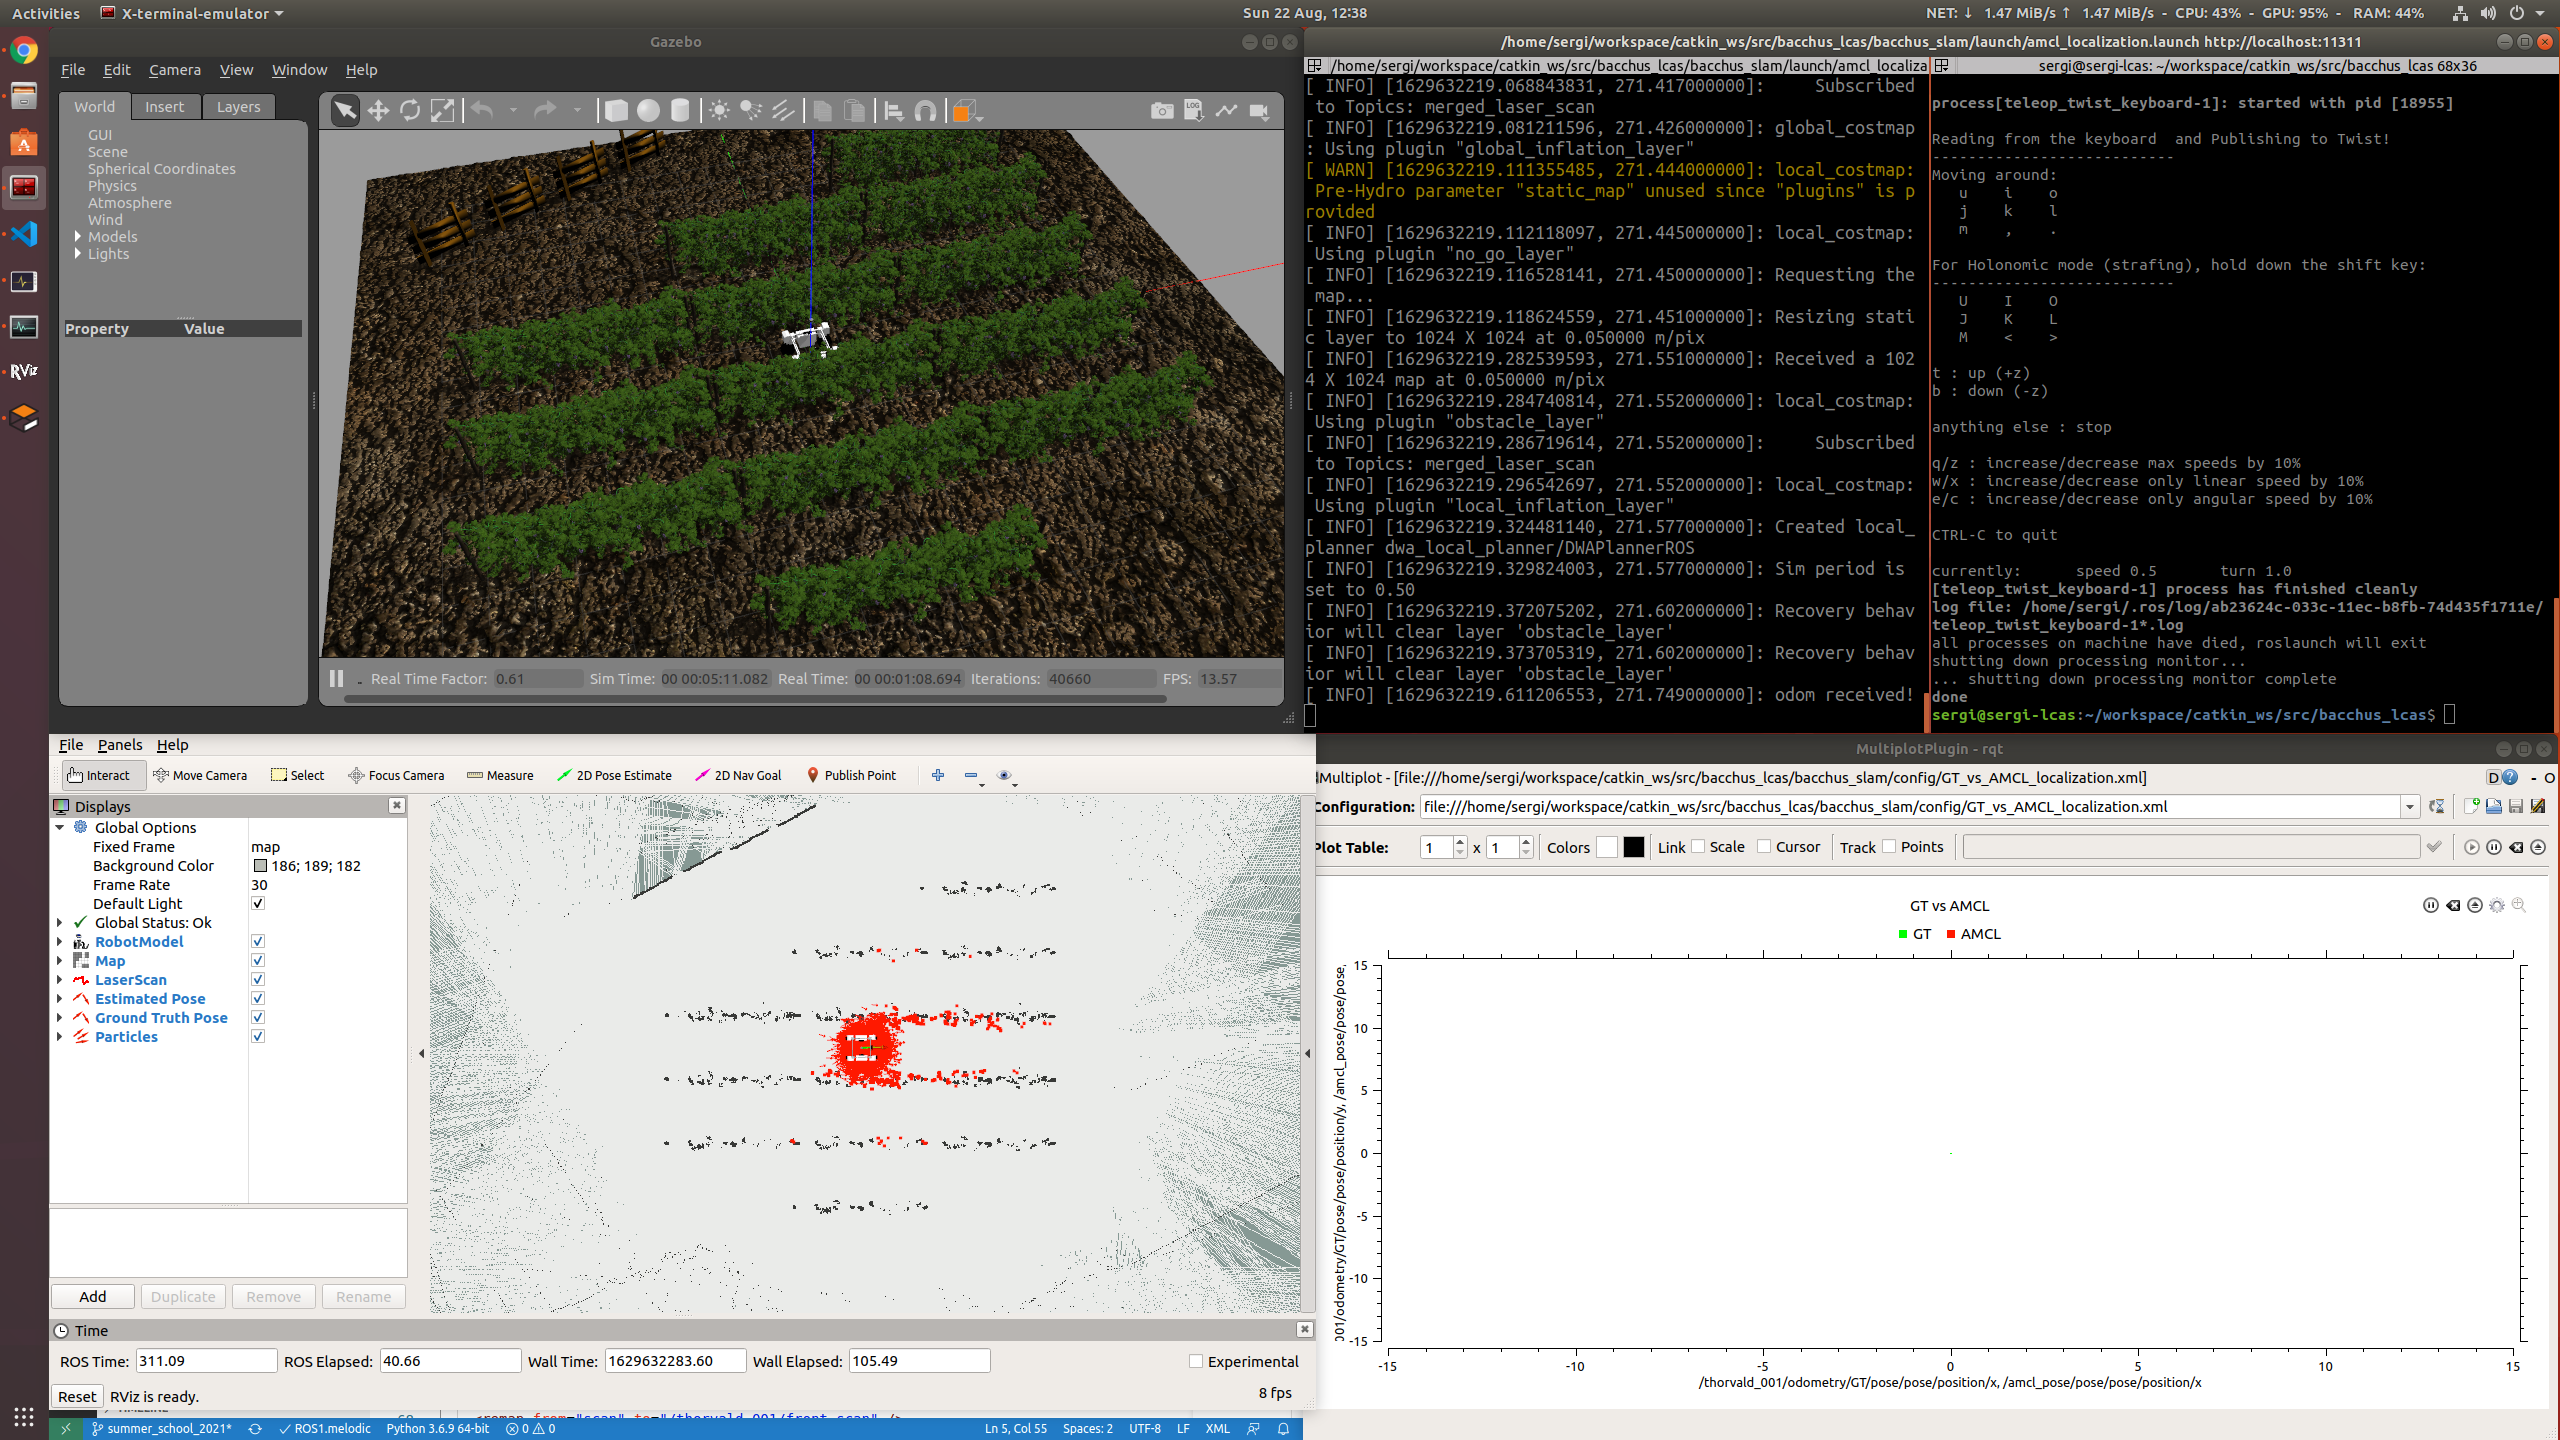 Activities
X-terminal-emulator
Sun 22 Aug, 12:38
NET: ↓ 1.47 MiB/s ↑ 1.47 MiB/s - CPU: 43% - GPU: 95% - RAM: 44%
Gazebo
File Edit Camera View Window Help
World Insert Layers
GUI
Scene
Spherical Coordinates
Physics
Atmosphere
Wind
Models
Lights
Property Value
LOG
Real Time Factor: 0.61 Sim Time: 00 00:05:11.082 Real Time: 00 00:01:08.694 Iterations: 40660 FPS: 13.57
RViz
/home/sergi/workspace/catkin_ws/src/bacchus_lcas/bacchus_slam/launch/amcl_localization.launch http://localhost:11311
/home/sergi/workspace/catkin_ws/src/bacchus_lcas/bacchus_slam/launch/amcl_localiza
[ INFO] [1629632219.068843831, 271.417000000]:     Subscribed
 to Topics: merged_laser_scan
[ INFO] [1629632219.081211596, 271.426000000]: global_costmap
: Using plugin "global_inflation_layer"
[ WARN] [1629632219.111355485, 271.444000000]: local_costmap:
 Pre-Hydro parameter "static_map" unused since "plugins" is p
rovided
[ INFO] [1629632219.112118097, 271.445000000]: local_costmap:
 Using plugin "no_go_layer"
[ INFO] [1629632219.116528141, 271.450000000]: Requesting the
 map...
[ INFO] [1629632219.118624559, 271.451000000]: Resizing stati
c layer to 1024 X 1024 at 0.050000 m/pix
[ INFO] [1629632219.282539593, 271.551000000]: Received a 102
4 X 1024 map at 0.050000 m/pix
[ INFO] [1629632219.284740814, 271.552000000]: local_costmap:
 Using plugin "obstacle_layer"
[ INFO] [1629632219.286719614, 271.552000000]:     Subscribed
 to Topics: merged_laser_scan
[ INFO] [1629632219.296542697, 271.552000000]: local_costmap:
 Using plugin "local_inflation_layer"
[ INFO] [1629632219.324481140, 271.577000000]: Created local_
planner dwa_local_planner/DWAPlannerROS
[ INFO] [1629632219.329824003, 271.577000000]: Sim period is
set to 0.50
[ INFO] [1629632219.372075202, 271.602000000]: Recovery behav
ior will clear layer 'obstacle_layer'
[ INFO] [1629632219.373705319, 271.602000000]: Recovery behav
ior will clear layer 'obstacle_layer'
[ INFO] [1629632219.611206553, 271.749000000]: odom received!
sergi@sergi-lcas: ~/workspace/catkin_ws/src/bacchus_lcas 68x36
process[teleop_twist_keyboard-1]: started with pid [18955]
Reading from the keyboard  and Publishing to Twist!
---------------------------
Moving around:
u i o
j k l
m , .
For Holonomic mode (strafing), hold down the shift key:
---------------------------
U I O
J K L
M < >
t : up (+z)
b : down (-z)
anything else : stop
q/z : increase/decrease max speeds by 10%
w/x : increase/decrease only linear speed by 10%
e/c : increase/decrease only angular speed by 10%
CTRL-C to quit
currently: speed 0.5 turn 1.0
[teleop_twist_keyboard-1] process has finished cleanly
log file: /home/sergi/.ros/log/ab23624c-033c-11ec-b8fb-74d435f1711e/
teleop_twist_keyboard-1*.log
all processes on machine have died, roslaunch will exit
shutting down processing monitor...
... shutting down processing monitor complete
done
sergi@sergi-lcas:~/workspace/catkin_ws/src/bacchus_lcas$
File Panels Help
Interact Move Camera Select Focus Camera Measure 2D Pose Estimate 2D Nav Goal Publish Point
Displays
Global Options
Fixed Frame map
Background Color 186; 189; 182
Frame Rate 30
Default Light
Global Status: Ok
RobotModel
Map
LaserScan
Estimated Pose
Ground Truth Pose
Particles
Add Duplicate Remove Rename
Time
ROS Time: 311.09 ROS Elapsed: 40.66 Wall Time: 1629632283.60 Wall Elapsed: 105.49 Experimental
Reset RViz is ready. 8 fps
MultiplotPlugin - rqt
Multiplot - [file:///home/sergi/workspace/catkin_ws/src/bacchus_lcas/bacchus_slam/config/GT_vs_AMCL_localization.xml]
D - O
Configuration: file:///home/sergi/workspace/catkin_ws/src/bacchus_lcas/bacchus_slam/config/GT_vs_AMCL_localization.xml
Plot Table: 1 x 1 Colors Link Scale Cursor Track Points
GT vs AMCL
GT AMCL
15
10
5
0
-5
-10
-15
001/odometry/GT/pose/pose/position/y, /amcl_pose/pose/pose/
-15 -10 -5 0 5 10 15
/thorvald_001/odometry/GT/pose/pose/position/x, /amcl_pose/pose/pose/position/x
68 <remap from="scan" to="/thorvald_001/front_scan" />
summer_school_2021* ROS1.melodic Python 3.6.9 64-bit 0 0 Ln 5, Col 55 Spaces: 2 UTF-8 LF XML